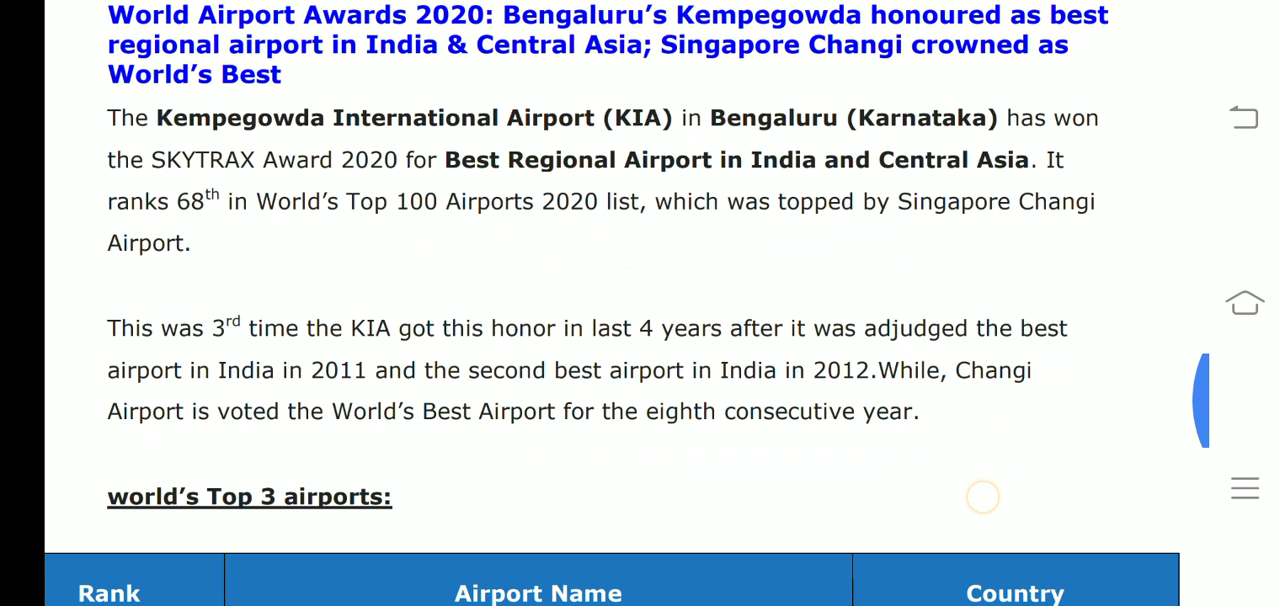 World Airport Awards 2020: Bengaluru’s Kempegowda honoured as best
regional airport in India & Central Asia; Singapore Changi crowned as
World’s Best
The Kempegowda International Airport (KIA) in Bengaluru (Karnataka) has won
the SKYTRAX Award 2020 for Best Regional Airport in India and Central Asia. It
ranks 68th in World’s Top 100 Airports 2020 list, which was topped by Singapore Changi
Airport.
This was 3rd time the KIA got this honor in last 4 years after it was adjudged the best
airport in India in 2011 and the second best airport in India in 2012.While, Changi
Airport is voted the World’s Best Airport for the eighth consecutive year.
world’s Top 3 airports:
Rank Airport Name Country